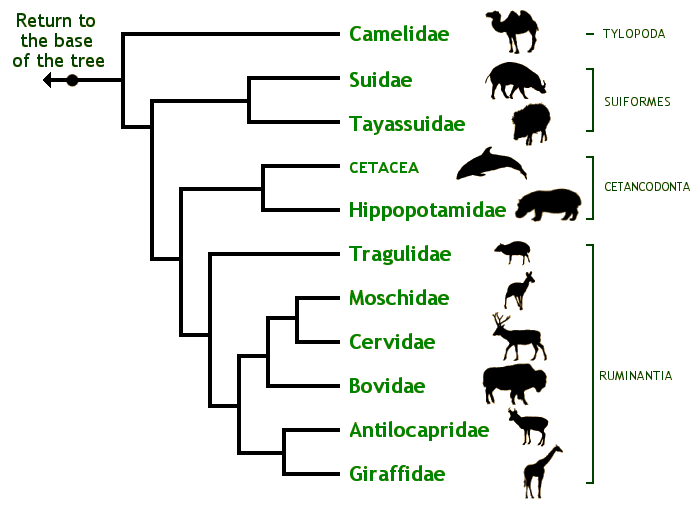 Return to
the base
of the tree
Camelidae
TYLOPODA
Suidae
SUIFORMES
Tayassuidae
CETACEA
CETANCODONTA
Hippopotamidae
Tragulidae
Moschidae
Cervidae
RUMINANTIA
Bovidae
Antilocapridae
Giraffidae